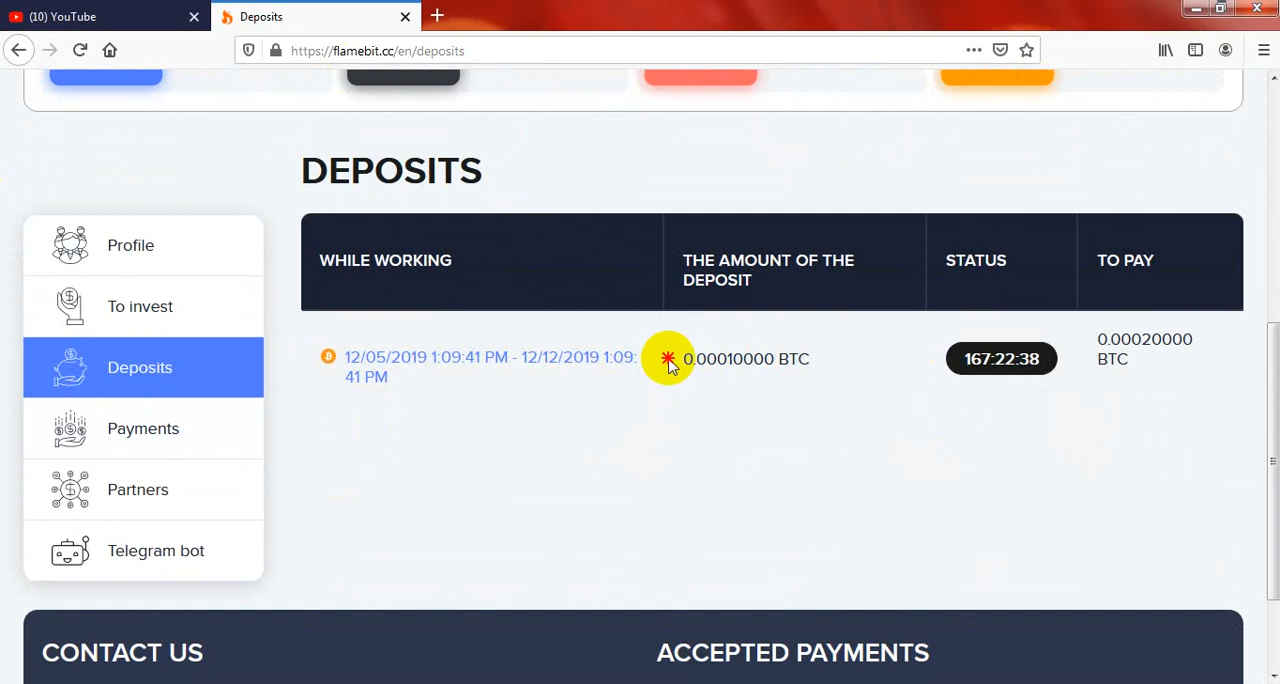 (10) YouTube
Deposits
https://flamebit.cc/en/deposits
DEPOSITS
Profile
To invest
Deposits
Payments
Partners
Telegram bot
WHILE WORKING
THE AMOUNT OF THE
DEPOSIT
STATUS
TO PAY
12/05/2019 1:09:41 PM - 12/12/2019 1:09:
41 PM
0.00010000 BTC
167:22:38
0.00020000
BTC
CONTACT US
ACCEPTED PAYMENTS